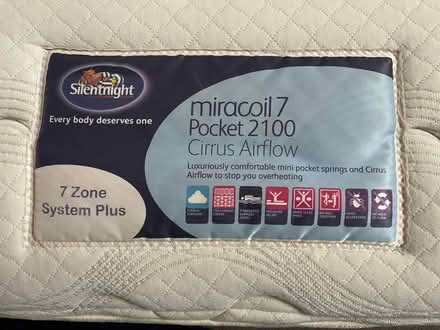 Silentnight
Every body deserves one
7 Zone
System Plus
miracoil 7
Pocket 2100
Cirrus Airflow
Luxuriously comfortable mini pocket springs and Cirrus
Airflow to stop you overheating